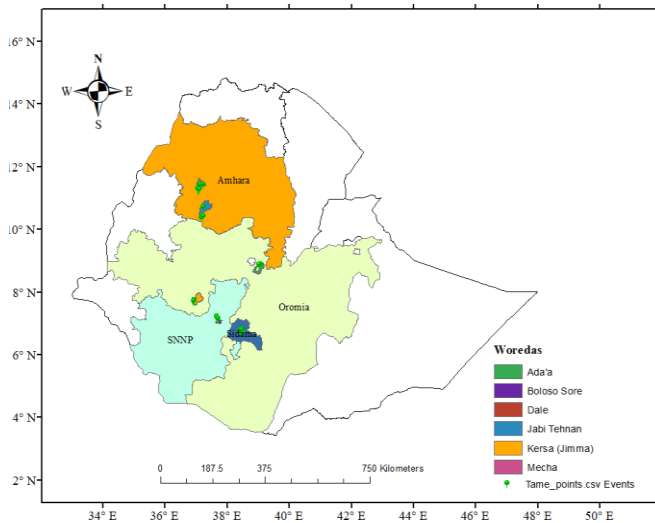 16° N
14° N
12° N
10° N
8° N
6° N
4° N
2° N
N
W E
S
Amhara
Oromia
SNNP
Sidama
Woredas
Ada'a
Boloso Sore
Dale
Jabi Tehnan
Kersa (Jimma)
Mecha
Tame_points.csv Events
0 187.5 375 750 Kilometers
34° E 36° E 38° E 40° E 42° E 44° E 46° E 48° E 50° E